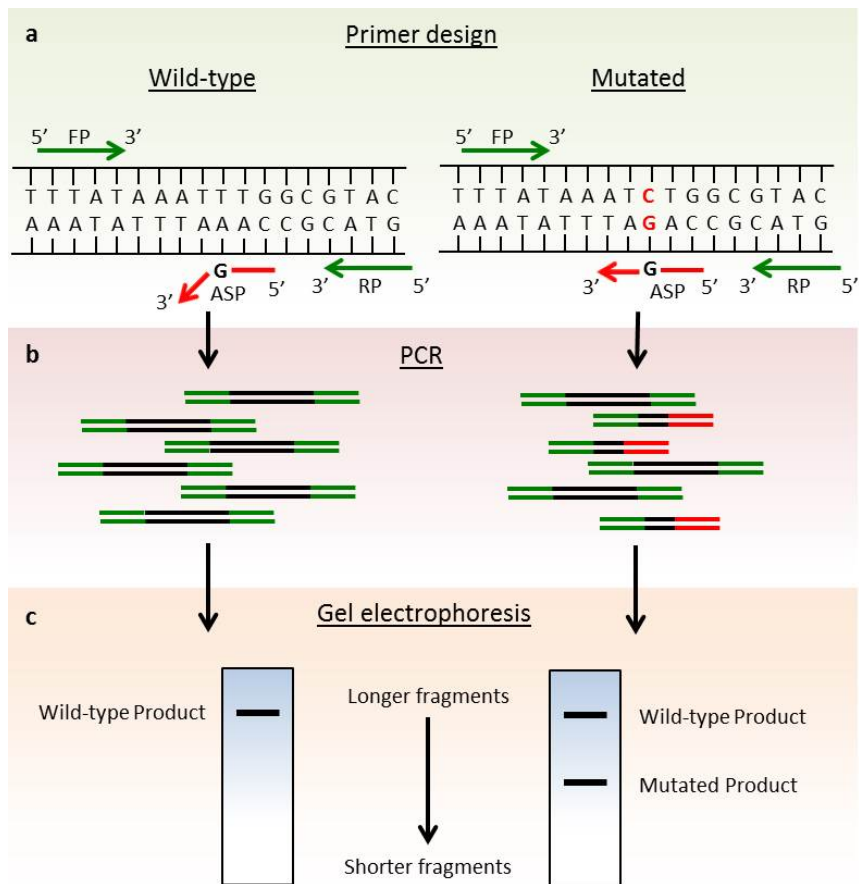 a
Primer design
Wild-type
Mutated
5’ FP 3’
5’ FP 3’
T T T A T A A A T T T G G C G T A C
A A A T A T T T A A A C C G C A T G
T T T A T A A A T C T G G C G T A C
A A A T A T T T A G A C C G C A T G
G
3’ ASP 5’
3’ RP 5’
G
3’ ASP 5’
3’ RP 5’
b
PCR
c
Gel electrophoresis
Wild-type Product
Longer fragments
Wild-type Product
Mutated Product
Shorter fragments